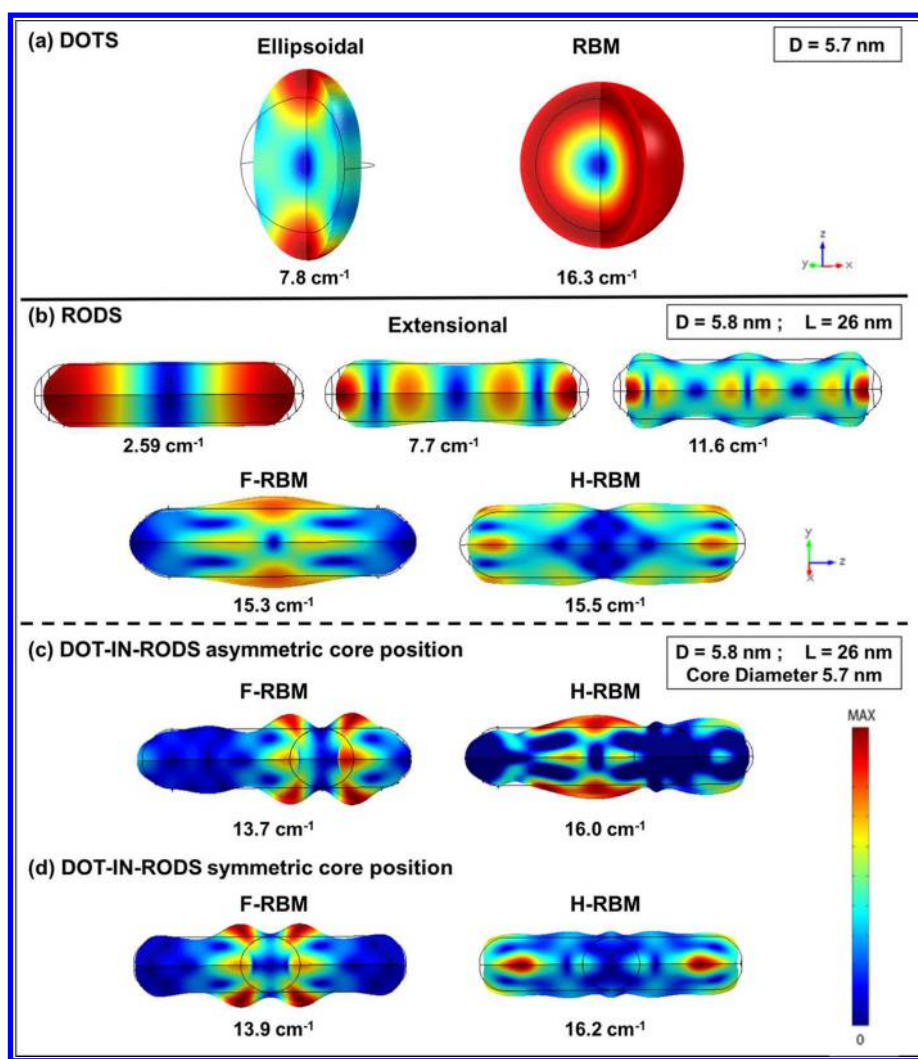 (a) DOTS
Ellipsoidal
RBM
D = 5.7 nm
7.8 cm⁻¹
16.3 cm⁻¹
z
y
x
(b) RODS
Extensional
D = 5.8 nm ; L = 26 nm
2.59 cm⁻¹
7.7 cm⁻¹
11.6 cm⁻¹
F-RBM
H-RBM
15.3 cm⁻¹
15.5 cm⁻¹
y
z
x
(c) DOT-IN-RODS asymmetric core position
D = 5.8 nm ; L = 26 nm
Core Diameter 5.7 nm
F-RBM
H-RBM
13.7 cm⁻¹
16.0 cm⁻¹
MAX
0
(d) DOT-IN-RODS symmetric core position
F-RBM
H-RBM
13.9 cm⁻¹
16.2 cm⁻¹